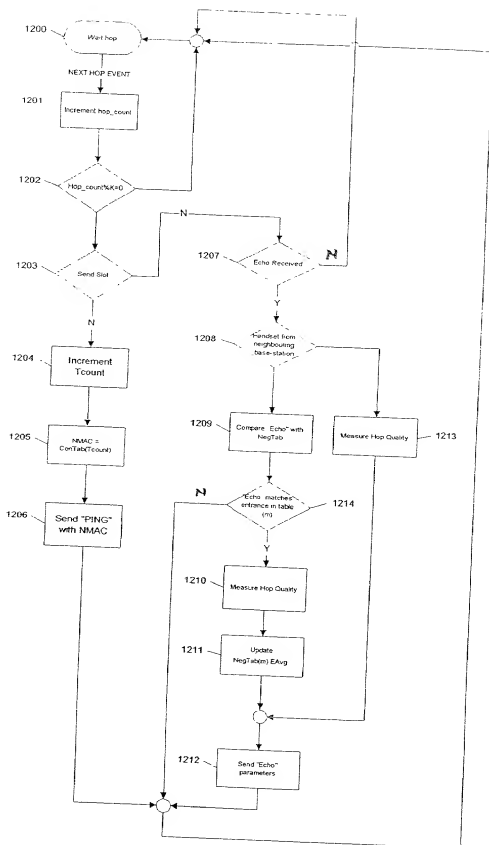 1200
Wait hop
NEXT HOP EVENT
1201
Increment hop_count
1202
Hop_count%K=0
N
1203
Send Slot
1207
Echo Received
N
N
Y
1208
Handset from
neighbouring
base-station
1204
Increment
Tcount
1209
Compare "Echo" with
NegTab
Measure Hop Quality
1213
1205
NMAC =
ConTab(Tcount)
N
"Echo matches"
entrance in table
(m)
1214
1206
Send "PING"
with NMAC
Y
1210
Measure Hop Quality
1211
Update
NegTab(m) EAvg
1212
Send "Echo"
parameters